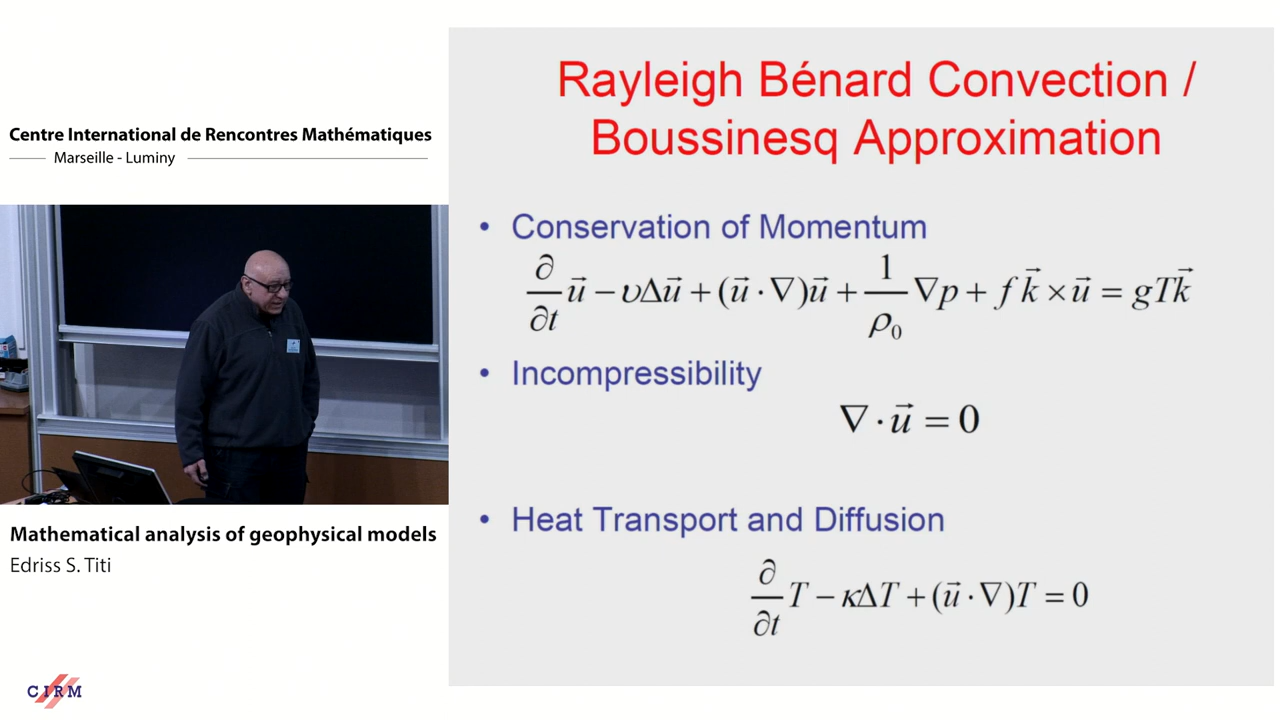 Centre International de Rencontres Mathématiques
Marseille - Luminy
Mathematical analysis of geophysical models
Edriss S. Titi
CIRM
Rayleigh Bénard Convection /
Boussinesq Approximation
• Conservation of Momentum
∂/∂t u⃗ − υΔu⃗ + (u⃗ · ∇)u⃗ + 1/ρ₀ ∇p + f k⃗ × u⃗ = gTk⃗
• Incompressibility
∇ · u⃗ = 0
• Heat Transport and Diffusion
∂/∂t T − κΔT + (u⃗ · ∇)T = 0